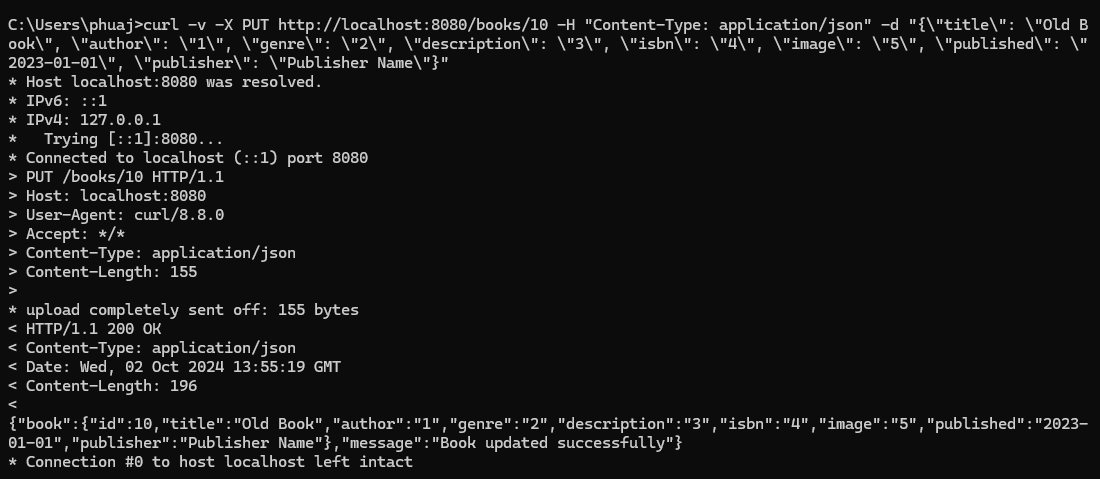 C:\Users\phuaj>curl -v -X PUT http://localhost:8080/books/10 -H "Content-Type: application/json" -d "{\"title\": \"Old B
ook\", \"author\": \"1\", \"genre\": \"2\", \"description\": \"3\", \"isbn\": \"4\", \"image\": \"5\", \"published\": \"
2023-01-01\", \"publisher\": \"Publisher Name\"}"
* Host localhost:8080 was resolved.
* IPv6: ::1
* IPv4: 127.0.0.1
*   Trying [::1]:8080...
* Connected to localhost (::1) port 8080
> PUT /books/10 HTTP/1.1
> Host: localhost:8080
> User-Agent: curl/8.8.0
> Accept: */*
> Content-Type: application/json
> Content-Length: 155
>
* upload completely sent off: 155 bytes
< HTTP/1.1 200 OK
< Content-Type: application/json
< Date: Wed, 02 Oct 2024 13:55:19 GMT
< Content-Length: 196
<
{"book":{"id":10,"title":"Old Book","author":"1","genre":"2","description":"3","isbn":"4","image":"5","published":"2023-
01-01","publisher":"Publisher Name"},"message":"Book updated successfully"}
* Connection #0 to host localhost left intact